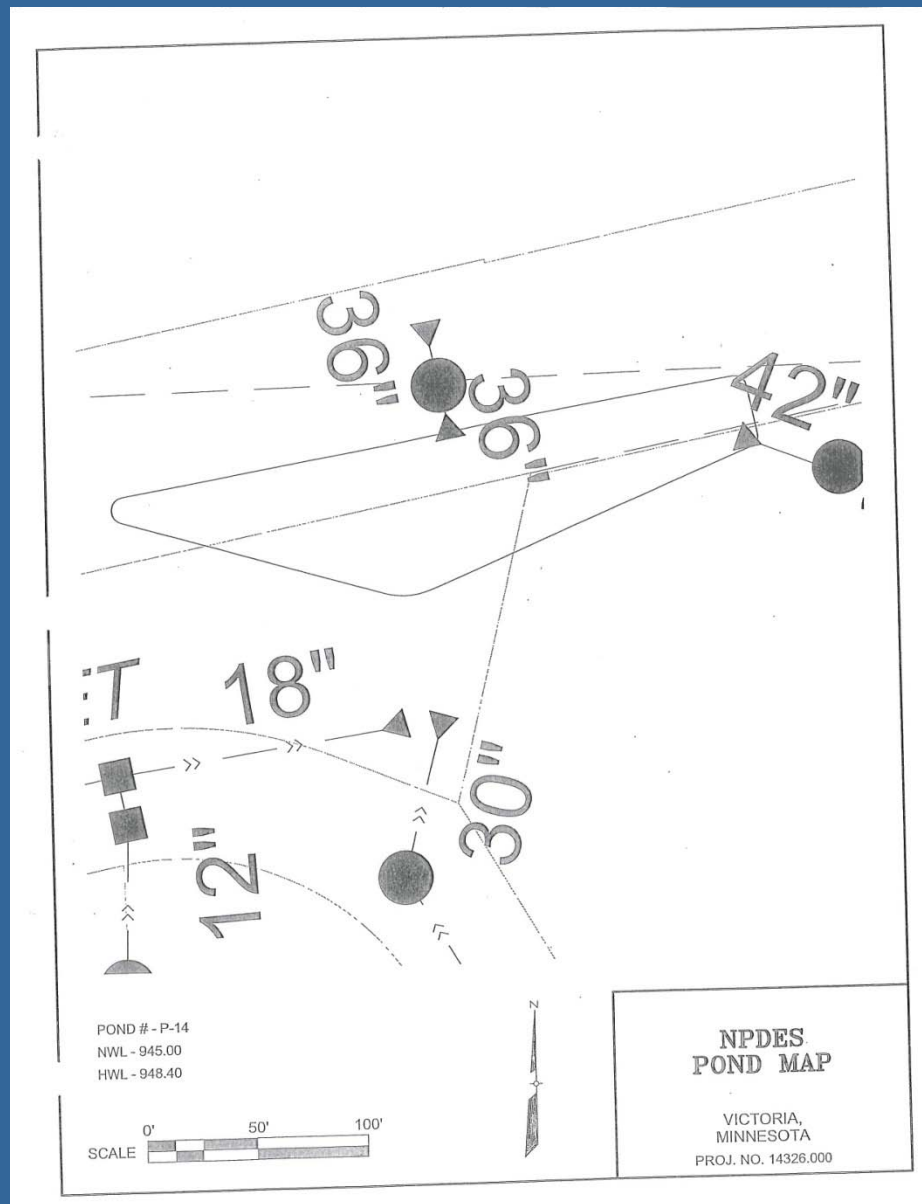 36"
36"
42"
ET
18"
30"
12"
POND # - P-14
NWL - 945.00
HWL - 948.40
N
SCALE
0' 50' 100'
NPDES
POND MAP
VICTORIA,
MINNESOTA
PROJ. NO. 14326.000